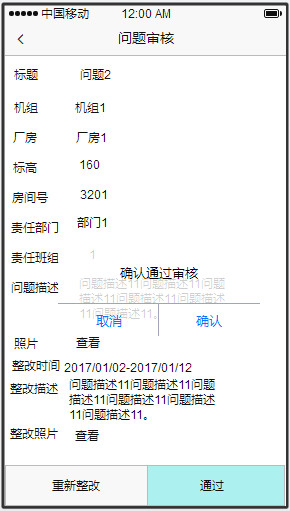 中国移动 12:00 AM
问题审核
标题 问题2
机组 机组1
厂房 厂房1
标高 160
房间号 3201
责任部门 部门1
责任班组 1
确认通过审核
问题描述 问题描述11问题描述11问题
描述11问题描述11问题描述
11问题描述11。
取消 确认
照片 查看
整改时间 2017/01/02-2017/01/12
整改描述 问题描述11问题描述11问题
描述11问题描述11问题描述
11问题描述11。
整改照片 查看
重新整改 通过